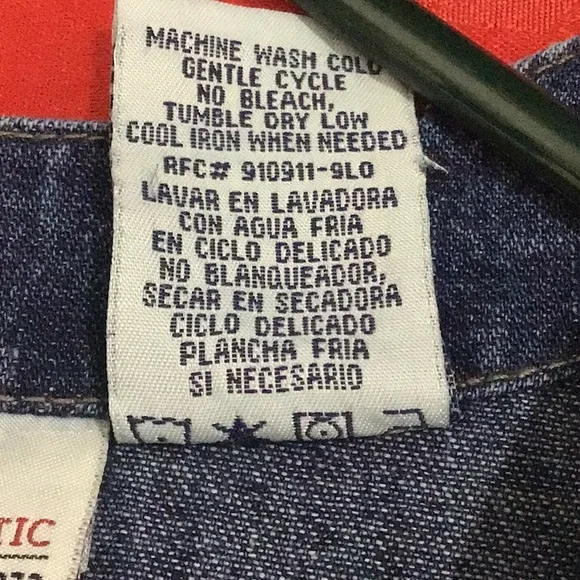 MACHINE WASH COLD
GENTLE CYCLE
NO BLEACH,
TUMBLE DRY LOW
COOL IRON WHEN NEEDED
RFC# 910911-9L0
LAVAR EN LAVADORA
CON AGUA FRIA
EN CICLO DELICADO
NO BLANQUEADOR,
SECAR EN SECADORA
CICLO DELICADO
PLANCHA FRIA
SI NECESARIO
TIC